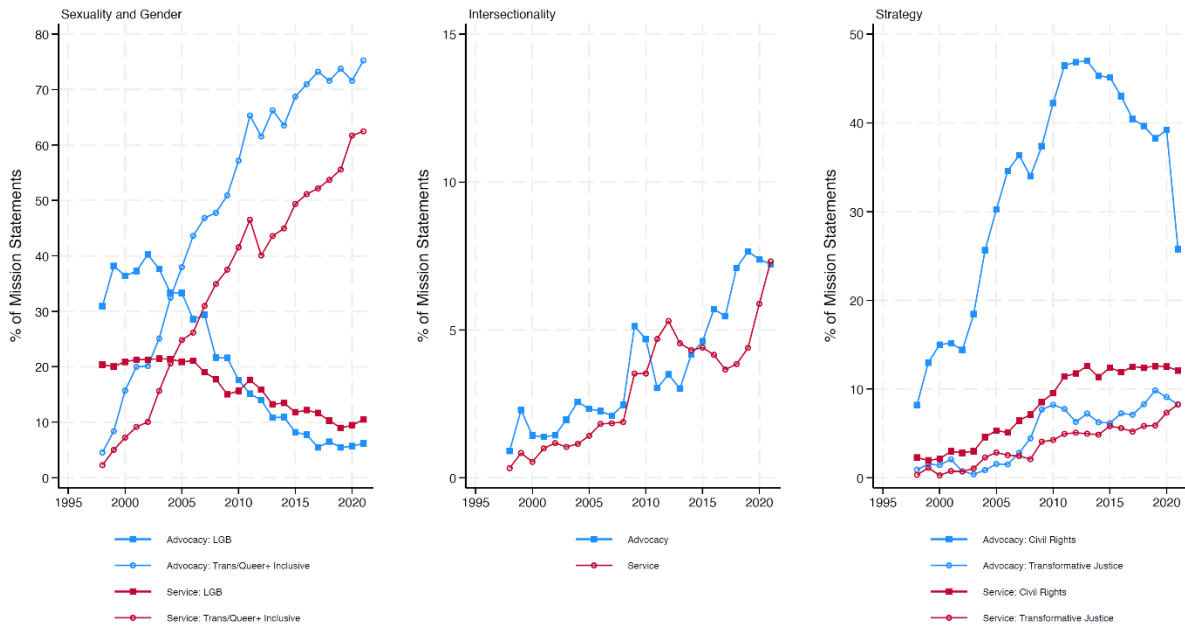 Sexuality and Gender
% of Mission Statements
80
70
60
50
40
30
20
10
0
1995 2000 2005 2010 2015 2020
Advocacy: LGB
Advocacy: Trans/Queer+ Inclusive
Service: LGB
Service: Trans/Queer+ Inclusive
Intersectionality
% of Mission Statements
15
10
5
0
1995 2000 2005 2010 2015 2020
Advocacy
Service
Strategy
% of Mission Statements
50
40
30
20
10
0
1995 2000 2005 2010 2015 2020
Advocacy: Civil Rights
Advocacy: Transformative Justice
Service: Civil Rights
Service: Transformative Justice